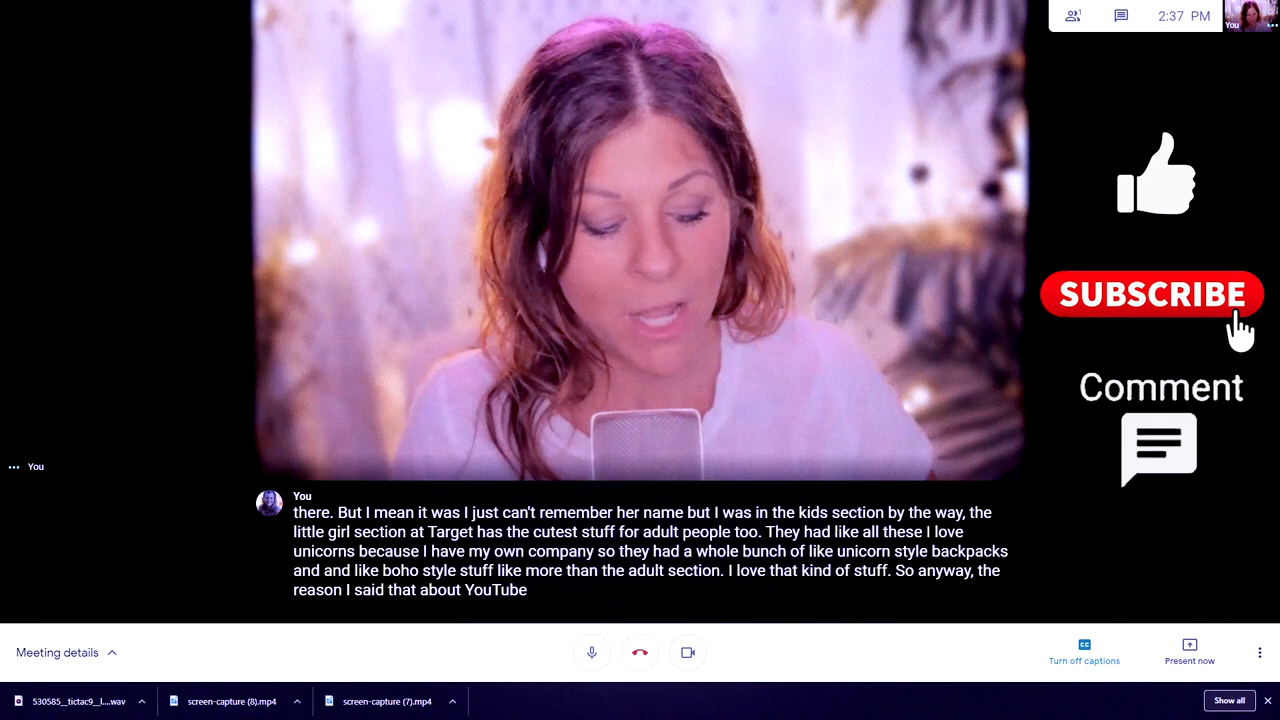 2:37 PM
You
SUBSCRIBE
Comment
You
You
there. But I mean it was I just can't remember her name but I was in the kids section by the way, the
little girl section at Target has the cutest stuff for adult people too. They had like all these I love
unicorns because I have my own company so they had a whole bunch of like unicorn style backpacks
and and like boho style stuff like more than the adult section. I love that kind of stuff. So anyway, the
reason I said that about YouTube
Meeting details
Turn off captions
Present now
530585__tictac9__l....wav
screen-capture (8).mp4
screen-capture (7).mp4
Show all